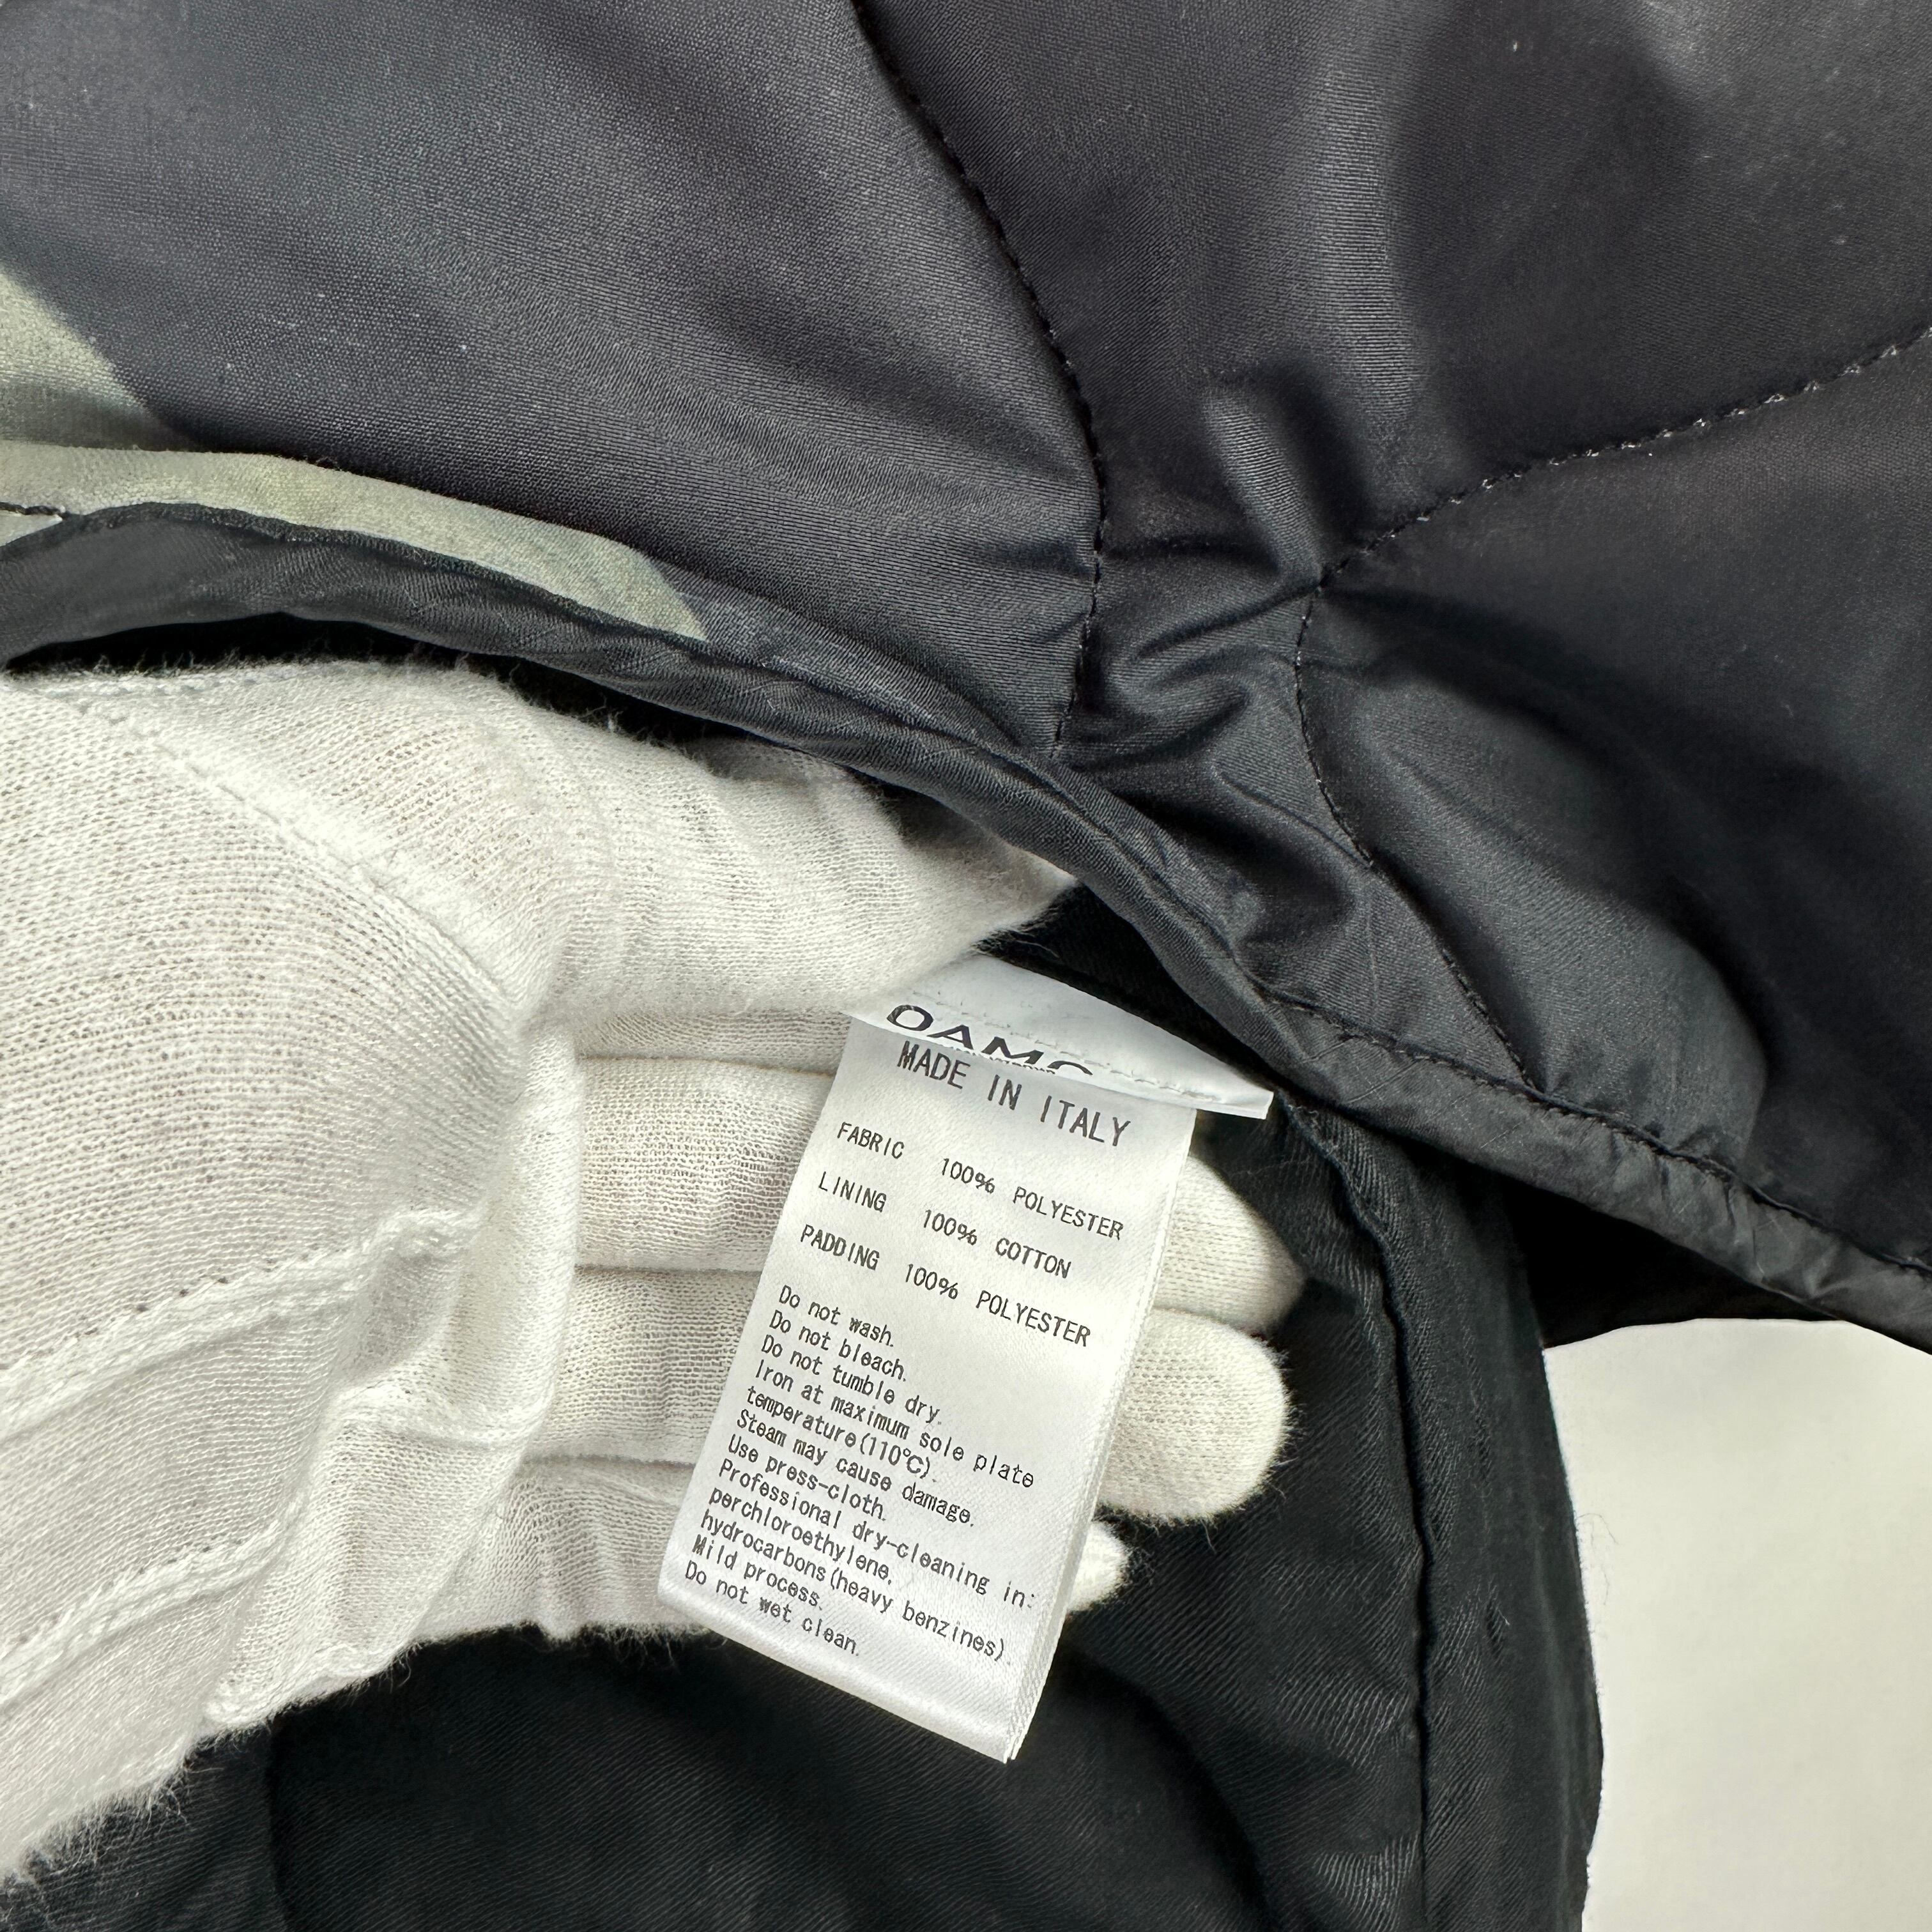 OAMC
MADE IN ITALY
FABRIC 100% POLYESTER
LINING 100% COTTON
PADDING 100% POLYESTER
Do not wash.
Do not bleach.
Do not tumble dry.
Iron at maximum sole plate
temperature(110℃).
Steam may cause damage.
Use press-cloth.
Professional dry-cleaning in:
perchloroethylene,
hydrocarbons(heavy benzines).
Mild process.
Do not wet clean.